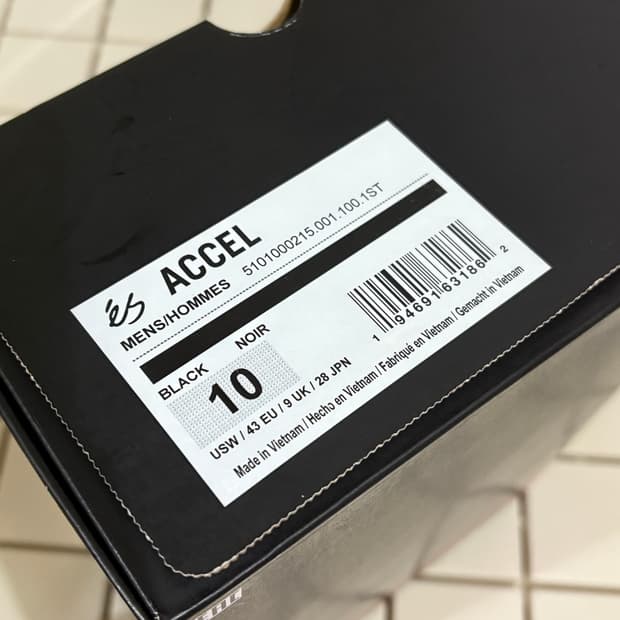 éS ACCEL
MENS/HOMMES 5101000215.001.100.1ST
BLACK NOIR
10
USW / 43 EU / 9 UK / 28 JPN
1 94691 63186 2
Made in Vietnam / Hecho en Vietnam / Fabriqué en Vietnam / Gemacht in Vietnam